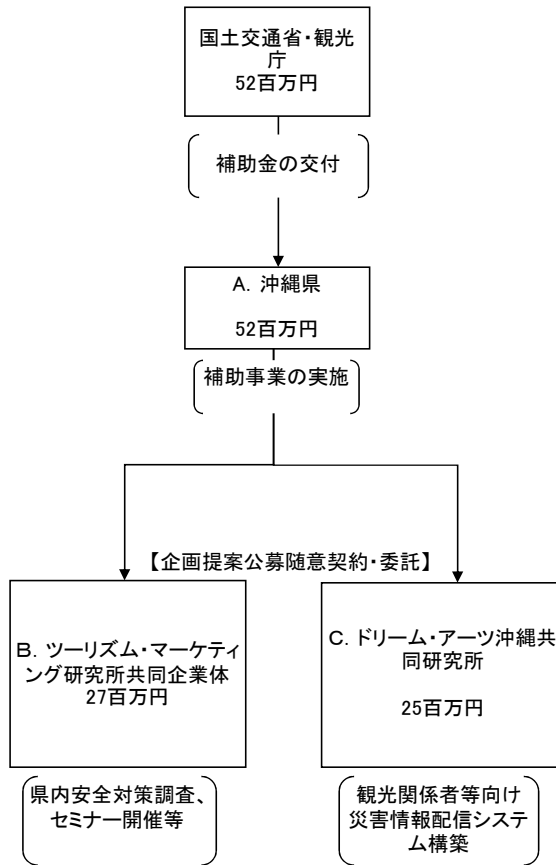 国土交通省・観光
庁
52百万円
補助金の交付
A. 沖縄県
52百万円
補助事業の実施
【企画提案公募随意契約・委託】
B. ツーリズム・マーケティ
ング研究所共同企業体
27百万円
C. ドリーム・アーツ沖縄共
同研究所
25百万円
県内安全対策調査、
セミナー開催等
観光関係者等向け
災害情報配信システ
ム構築